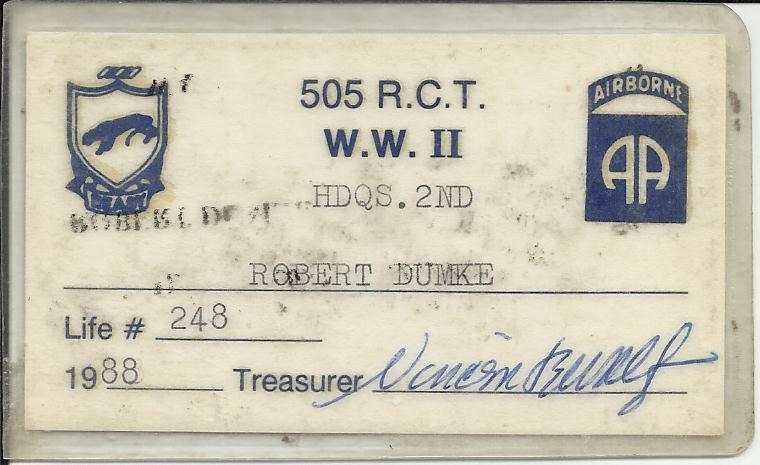 505 R.C.T.
W.W. II
AIRBORNE
AA
HDQS. 2ND
ROBERT DUMKE
Life # 248
1988 Treasurer